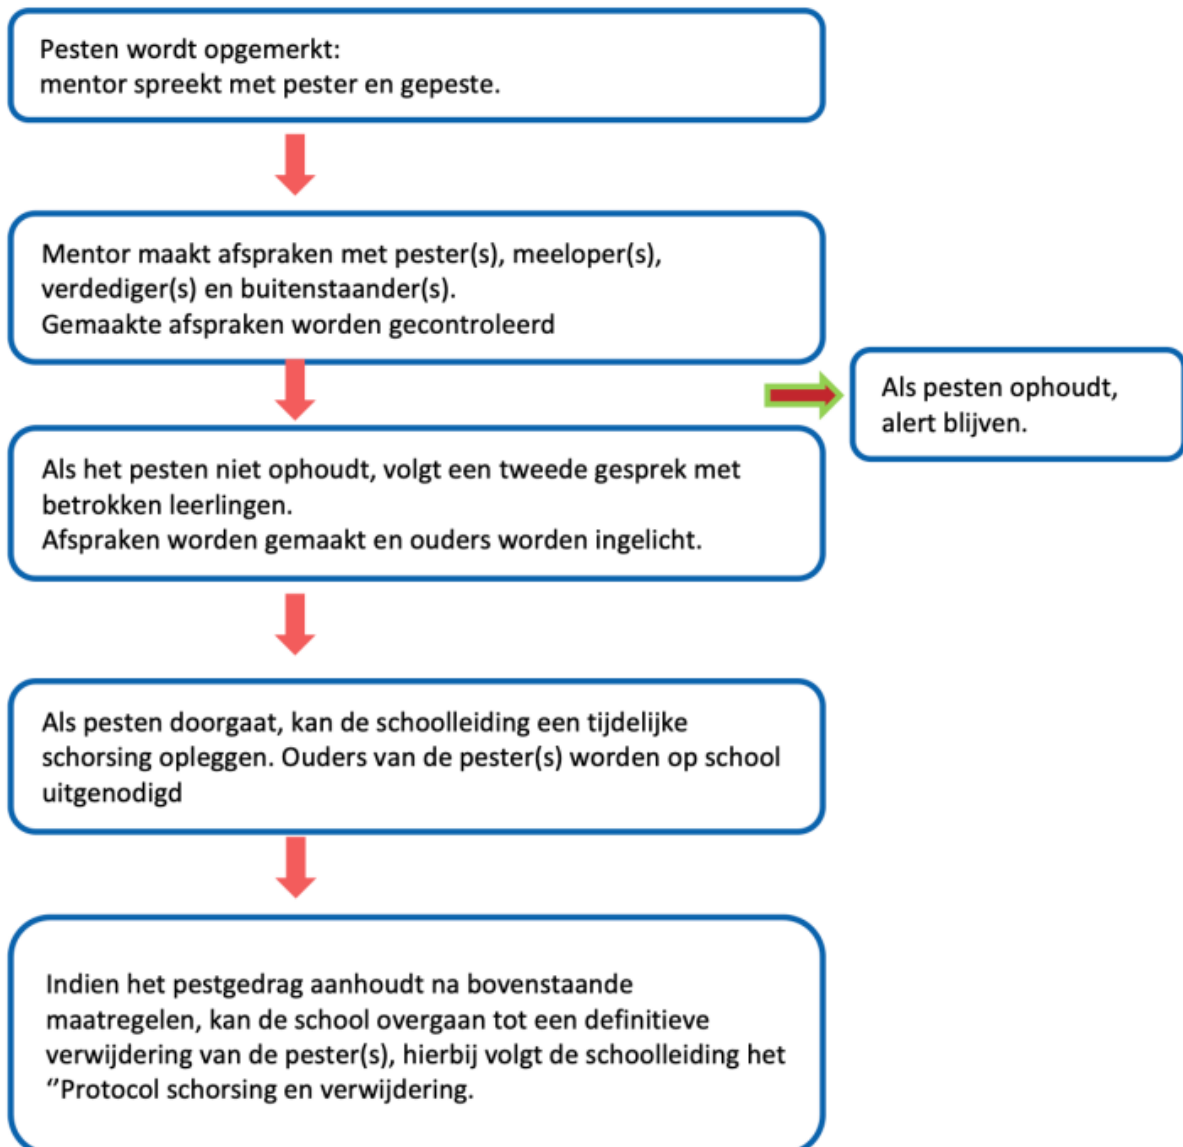 Pesten wordt opgemerkt:
mentor spreekt met pester en gepeste.
Mentor maakt afspraken met pester(s), meeloper(s),
verdediger(s) en buitenstaander(s).
Gemaakte afspraken worden gecontroleerd
Als pesten ophoudt,
alert blijven.
Als het pesten niet ophoudt, volgt een tweede gesprek met
betrokken leerlingen.
Afspraken worden gemaakt en ouders worden ingelicht.
Als pesten doorgaat, kan de schoolleiding een tijdelijke
schorsing opleggen. Ouders van de pester(s) worden op school
uitgenodigd
Indien het pestgedrag aanhoudt na bovenstaande
maatregelen, kan de school overgaan tot een definitieve
verwijdering van de pester(s), hierbij volgt de schoolleiding het
‘’Protocol schorsing en verwijdering.